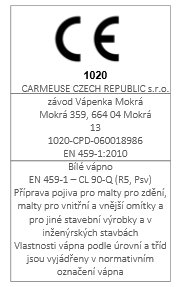 CE
1020
CARMEUSE CZECH REPUBLIC s.r.o.
závod Vápenka Mokrá
Mokrá 359, 664 04 Mokrá
13
1020-CPD-060018986
EN 459-1:2010
Bílé vápno
EN 459-1 – CL 90-Q (R5, Psv)
Příprava pojiva pro malty pro zdění,
malty pro vnitřní a vnější omítky a
pro jiné stavební výrobky a v
inženýrských stavbách
Vlastnosti vápna podle úrovní a tříd
jsou vyjádřeny v normativním
označení vápna